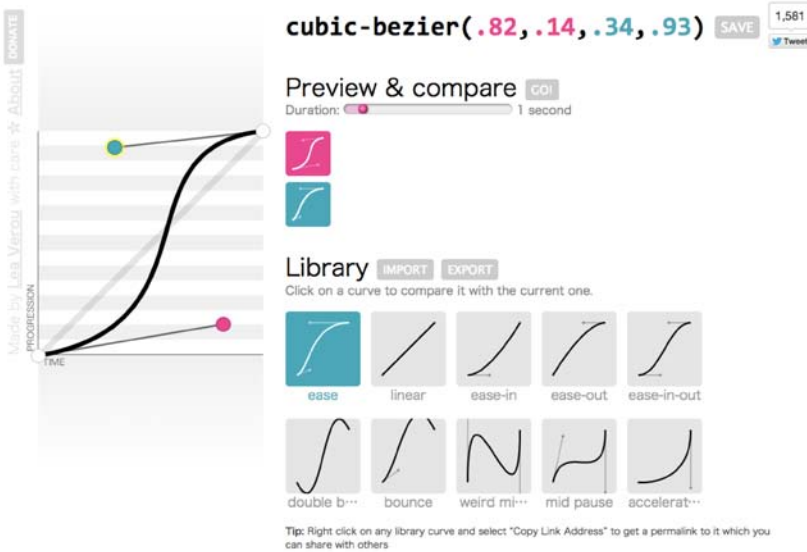 cubic-bezier(.82,.14,.34,.93) SAVE
1,581
Tweet
Made by Lea Verou with care ☆ About DONATE
Preview & compare GO!
Duration: 1 second
PROGRESSION
TIME
Library IMPORT EXPORT
Click on a curve to compare it with the current one.
ease linear ease-in ease-out ease-in-out
double b… bounce weird mi… mid pause accelerat…
Tip: Right click on any library curve and select "Copy Link Address" to get a permalink to it which you
can share with others